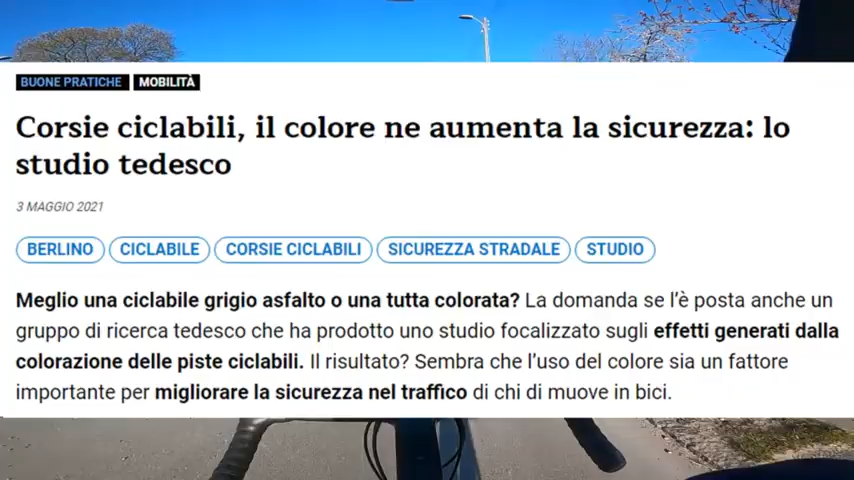 BUONE PRATICHE MOBILITÀ
Corsie ciclabili, il colore ne aumenta la sicurezza: lo
studio tedesco
3 MAGGIO 2021
BERLINO CICLABILE CORSIE CICLABILI SICUREZZA STRADALE STUDIO
Meglio una ciclabile grigio asfalto o una tutta colorata? La domanda se l'è posta anche un
gruppo di ricerca tedesco che ha prodotto uno studio focalizzato sugli effetti generati dalla
colorazione delle piste ciclabili. Il risultato? Sembra che l'uso del colore sia un fattore
importante per migliorare la sicurezza nel traffico di chi di muove in bici.